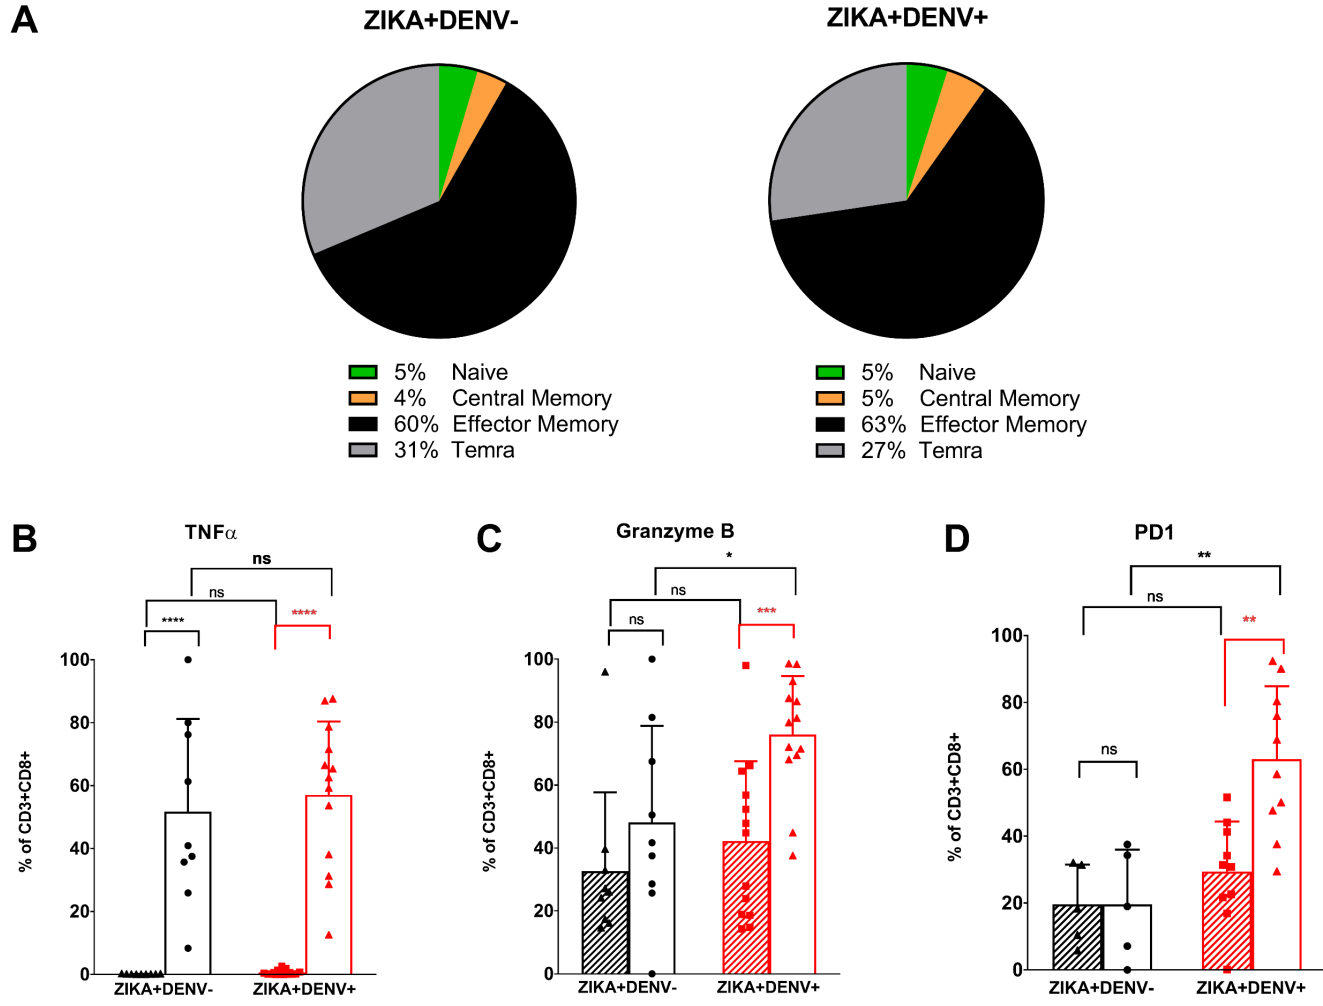 A
ZIKA+DENV-
ZIKA+DENV+
5% Naive
4% Central Memory
60% Effector Memory
31% Temra
5% Naive
5% Central Memory
63% Effector Memory
27% Temra
B
TNFα
ns
ns
****
****
% of CD3+CD8+
100
80
60
40
20
0
ZIKA+DENV-
ZIKA+DENV+
C
Granzyme B
*
ns
***
ns
% of CD3+CD8+
100
80
60
40
20
0
ZIKA+DENV-
ZIKA+DENV+
D
PD1
**
ns
**
ns
% of CD3+CD8+
100
80
60
40
20
0
ZIKA+DENV-
ZIKA+DENV+